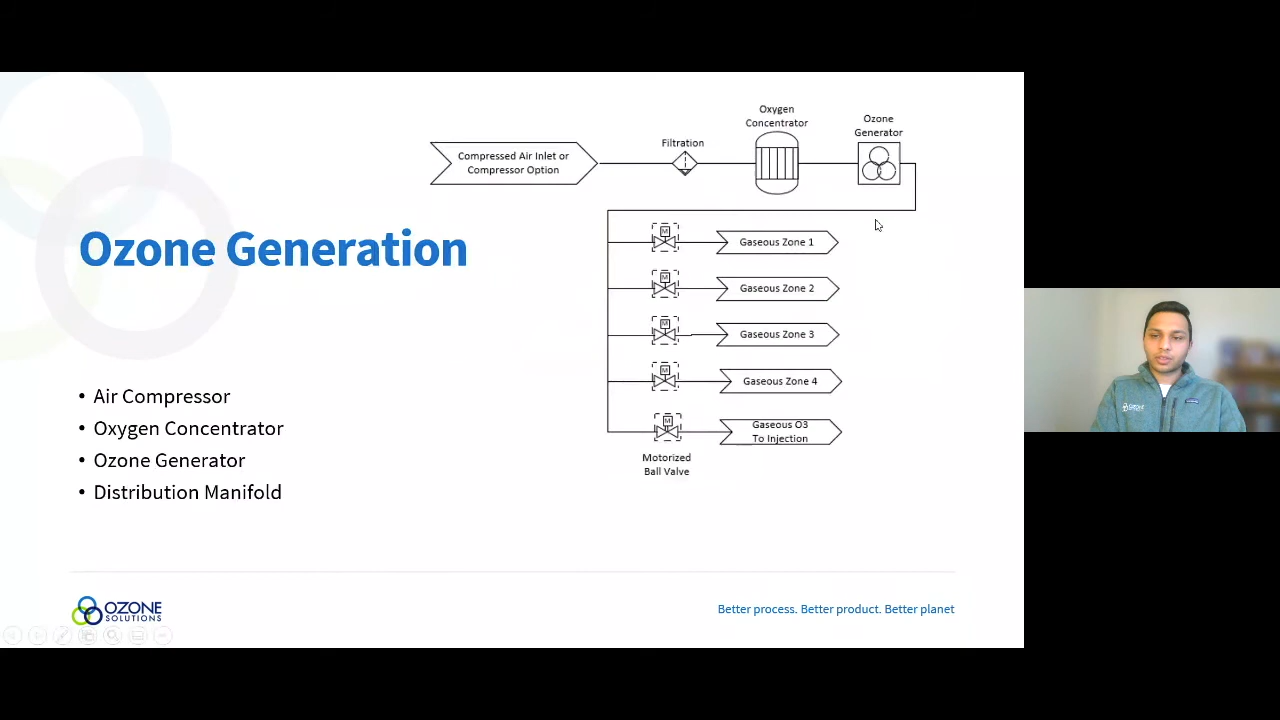 Ozone Generation
• Air Compressor
• Oxygen Concentrator
• Ozone Generator
• Distribution Manifold
Compressed Air Inlet or
Compressor Option
Filtration
Oxygen
Concentrator
Ozone
Generator
M
Gaseous Zone 1
M
Gaseous Zone 2
M
Gaseous Zone 3
M
Gaseous Zone 4
M
Gaseous O3
To Injection
Motorized
Ball Valve
OZONE
SOLUTIONS
Better process. Better product. Better planet
OZONE